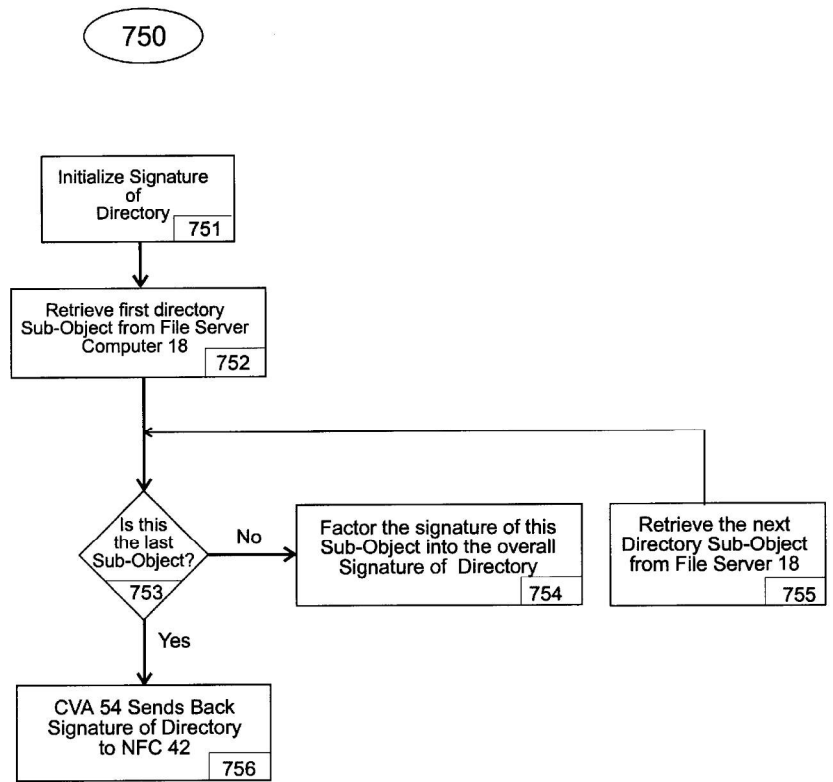 750
Initialize Signature
of
Directory
751
Retrieve first directory
Sub-Object from File Server
Computer 18
752
Is this
the last
Sub-Object?
753
No
Factor the signature of this
Sub-Object into the overall
Signature of Directory
754
Retrieve the next
Directory Sub-Object
from File Server 18
755
Yes
CVA 54 Sends Back
Signature of Directory
to NFC 42
756